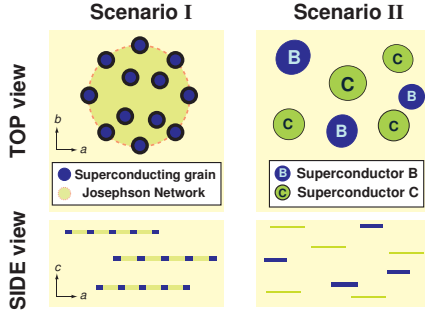 Scenario I
Scenario II
TOP view
b
a
B
C
C
B
C
B
C
Superconducting grain
Josephson Network
B Superconductor B
C Superconductor C
SIDE view
c
a